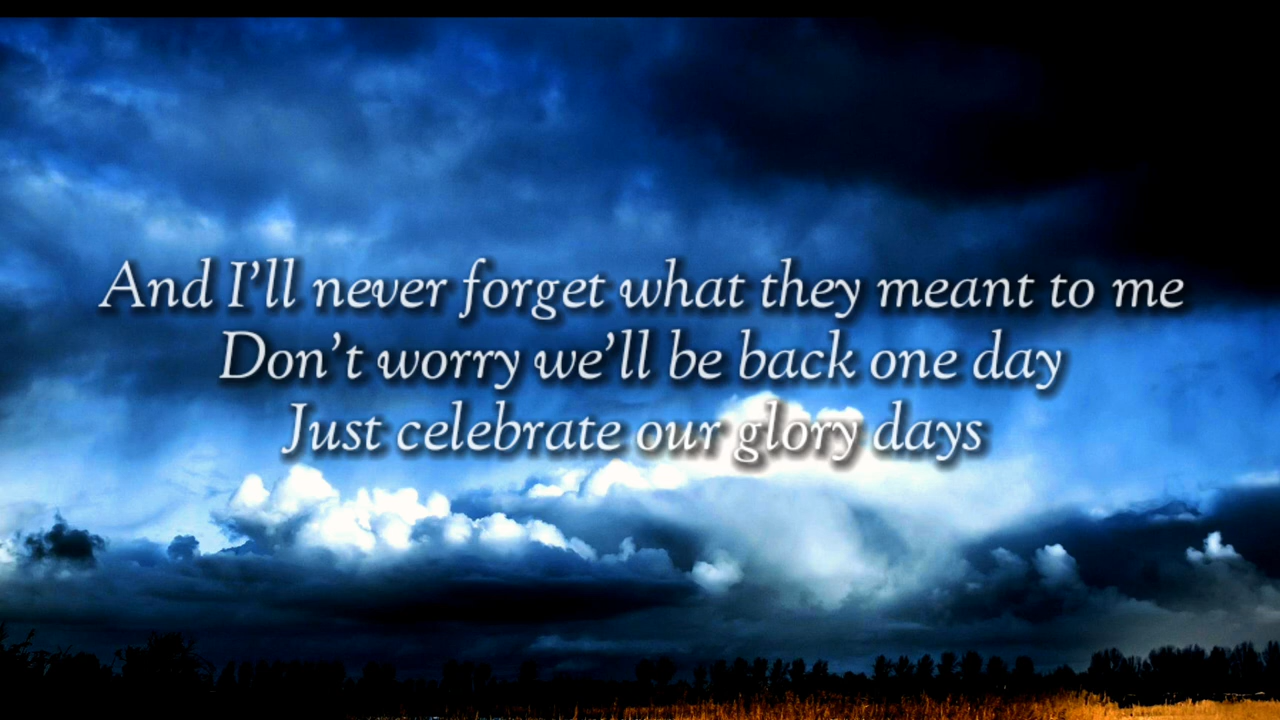 And I'll never forget what they meant to me
Don't worry we'll be back one day
Just celebrate our glory days